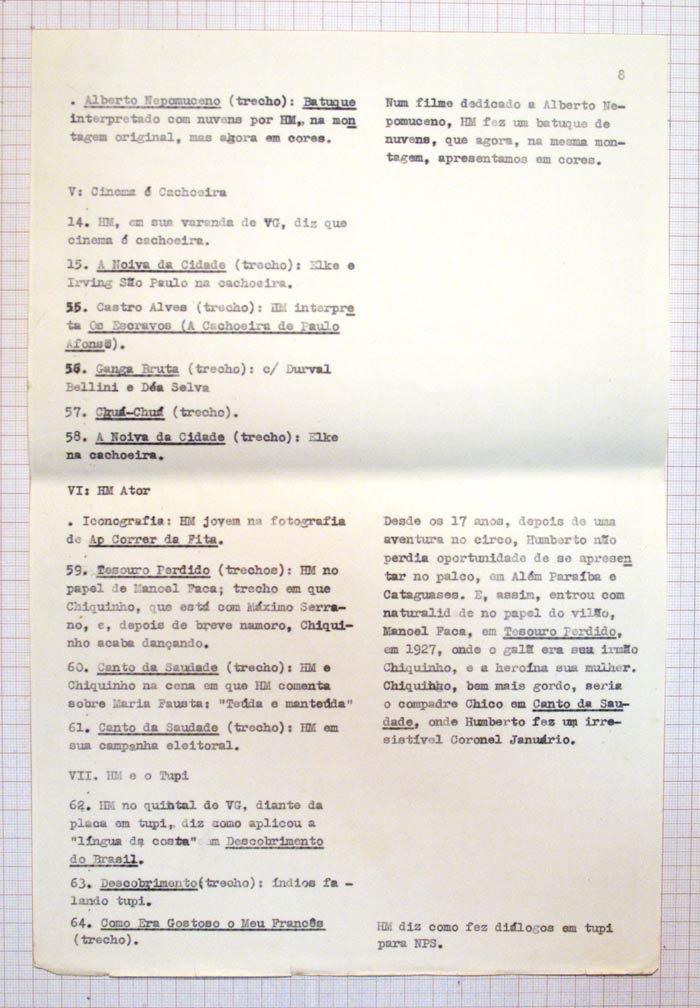 8
. Alberto Nepomuceno (trecho): Batuque
interpretado com nuvens por HM,, na mon
tagem original, mas agora em cores.
Num filme dedicado a Alberto Ne-
pomuceno, HM fez um batuque de
nuvens, que agora, na mesma mon-
tagem, apresentamos em cores.
V: Cinema é Cachoeira
14. HM, em sua varanda de VG, diz que
cinema é cachoeira.
15. A Noiva da Cidade (trecho): Elke e
Irving São Paulo na cachoeira.
55. Castro Alves (trecho): HM interpre
ta Os Escravos (A Cachoeira de Paulo
Afonso).
56. Ganga Bruta (trecho): c/ Durval
Bellini e Déa Selva
57. Chuá-Chuá (trecho).
58. A Noiva da Cidade (trecho): Elke
na cachoeira.
VI: HM Ator
. Iconografia: HM jovem na fotografia
de Ap Correr da Fita.
59. Tesouro Perdido (trechos): HM no
papel de Manoel Faca; trecho em que
Chiquinho, que está com Máximo Serra-
no, e, depois de breve namoro, Chiqui-
nho acaba dançando.
60. Canto da Saudade (trecho): HM e
Chiquinho na cena em que HM comenta
sobre Maria Fausta: "Teúda e manteúda"
61. Canto da Saudade (trecho): HM em
sua campanha eleitoral.
Desde os 17 anos, depois de uma
aventura no circo, Humberto não
perdia oportunidade de se apresen
tar no palco, em Além Paraíba e
Cataguases. E, assim, entrou com
naturalid de no papel do vilão,
Manoel Faca, em Tesouro Perdido,
em 1927, onde o galã era seu irmão
Chiquinho, e a heroína sua mulher.
Chiquinho, bem mais gordo, seria
o compadre Chico em Canto da Sau-
dade, onde Humberto fez um irre-
sistível Coronel Januário.
VII. HM e o Tupi
62. HM no quintal de VG, diante da
placa em tupi, diz como aplicou a
"língua da costa" em Descobrimento
do Brasil.
63. Descobrimento(trecho): índios fa -
lando tupi.
64. Como Era Gostoso o Meu Francês
(trecho).
HM diz como fez diálogos em tupi
para NPS.